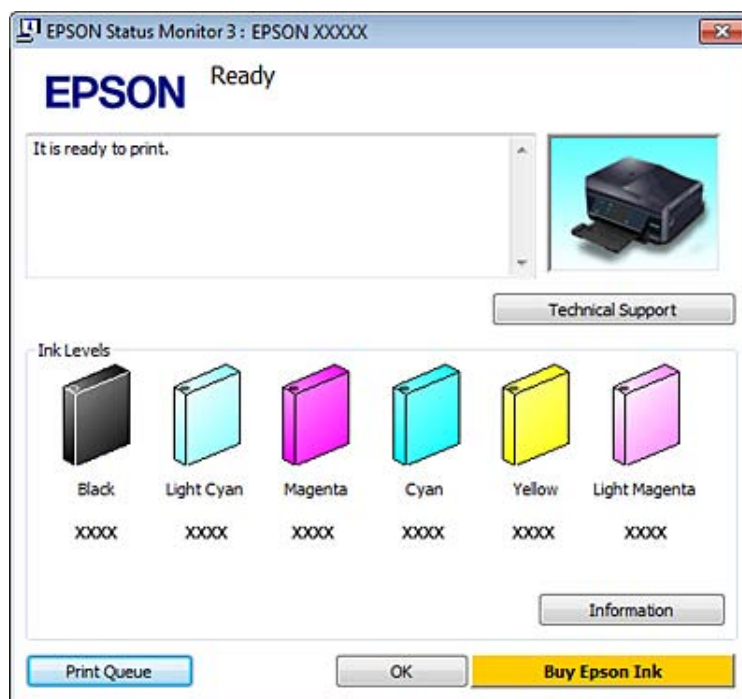 EPSON Status Monitor 3 : EPSON XXXXX
EPSON
Ready
It is ready to print.
Technical Support
Ink Levels
Black Light Cyan Magenta Cyan Yellow Light Magenta
XXXX XXXX XXXX XXXX XXXX XXXX
Information
Print Queue OK Buy Epson Ink